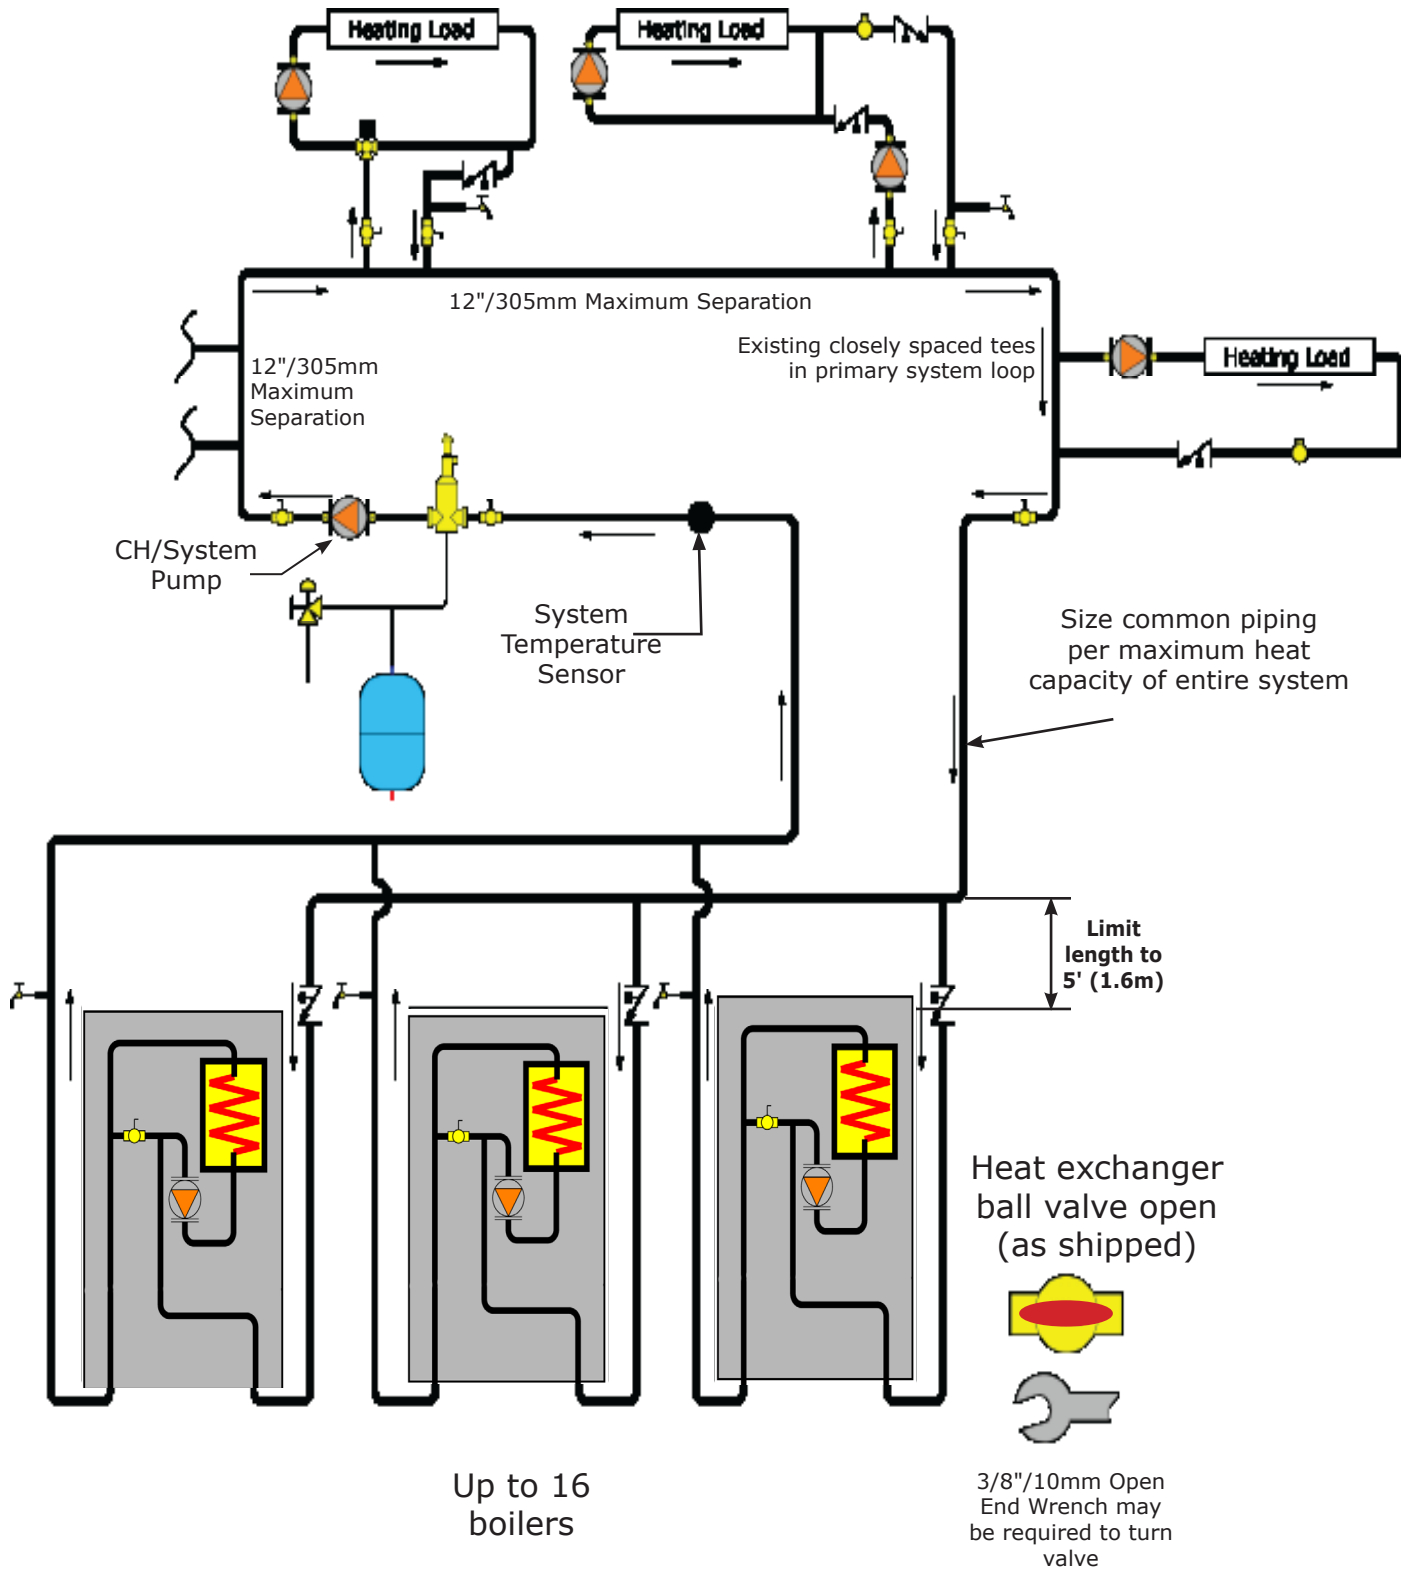 Heating Load
Heating Load
12"/305mm Maximum Separation
Existing closely spaced tees
in primary system loop
Heating Load
12"/305mm
Maximum
Separation
CH/System
Pump
System
Temperature
Sensor
Size common piping
per maximum heat
capacity of entire system
Limit
length to
5' (1.6m)
Heat exchanger
ball valve open
(as shipped)
Up to 16
boilers
3/8"/10mm Open
End Wrench may
be required to turn
valve